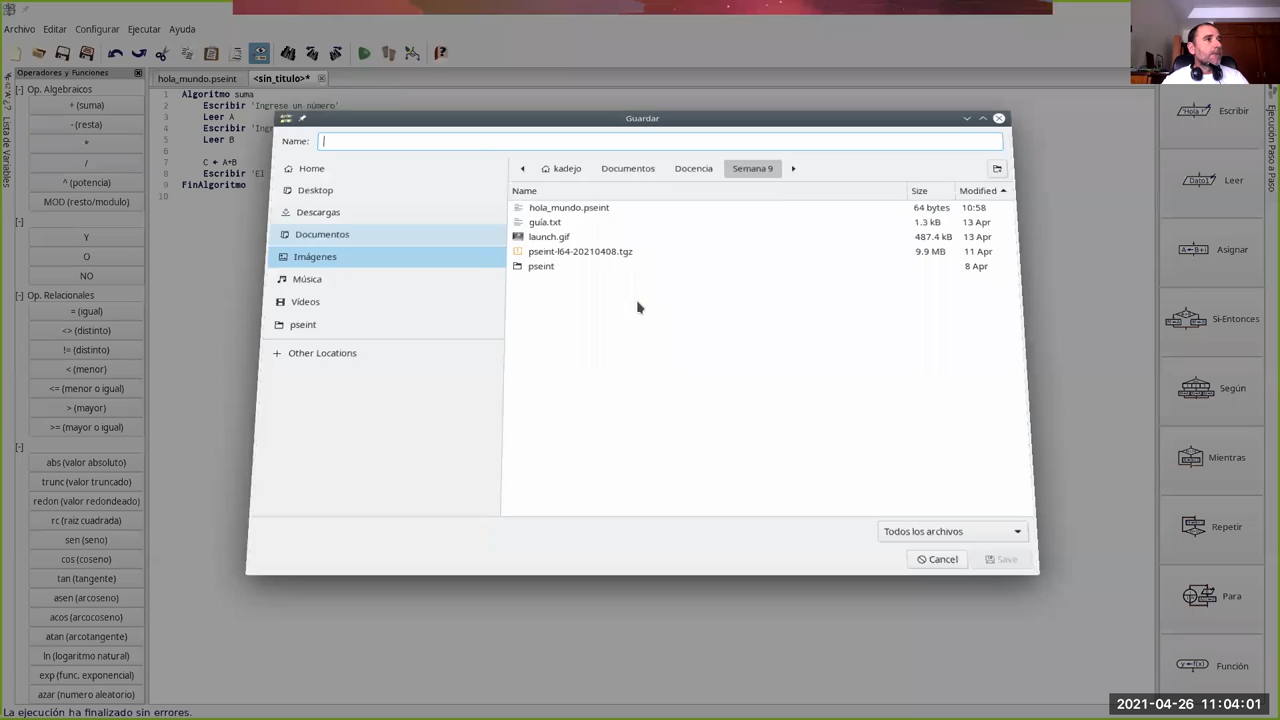 Archivo Editar Configurar Ejecutar Ayuda
Operadores y Funciones
hola_mundo.pseint <sin_titulo>*
Lista de Variables
[-] Op. Algebraicos
+ (suma)
- (resta)
*
/
^ (potencia)
MOD (resto/modulo)
[-]
Y
O
NO
[-] Op. Relacionales
= (igual)
<> (distinto)
!= (distinto)
< (menor)
<= (menor o igual)
> (mayor)
>= (mayor o igual)
[-]
abs (valor absoluto)
trunc (valor truncado)
redon (valor redondeado)
rc (raiz cuadrada)
sen (seno)
cos (coseno)
tan (tangente)
asen (arcoseno)
acos (arcocoseno)
atan (arcotangente)
ln (logaritmo natural)
exp (func. exponencial)
azar (numero aleatorio)
1 Algoritmo suma
2 Escribir 'Ingrese un número'
3 Leer A
4 Escribir 'Ing
5 Leer B
6
7 C ← A+B
8 Escribir 'El
9 FinAlgoritmo
10
Guardar
Name:
Home
Desktop
Descargas
Documentos
Imágenes
Música
Vídeos
pseint
+ Other Locations
kadejo Documentos Docencia Semana 9
Name Size Modified
hola_mundo.pseint 64 bytes 10:58
guía.txt 1.3 kB 13 Apr
launch.gif 487.4 kB 13 Apr
pseint-l64-20210408.tgz 9.9 MB 11 Apr
pseint 8 Apr
Todos los archivos
Cancel Save
'Hola !' Escribir
Dato1 Leer
A←B+1 Asignar
Si-Entonces
Según
Mientras
Repetir
Para
y=f(x) Función
Ejecución Paso a Paso
La ejecución ha finalizado sin errores.
2021-04-26 11:04:01